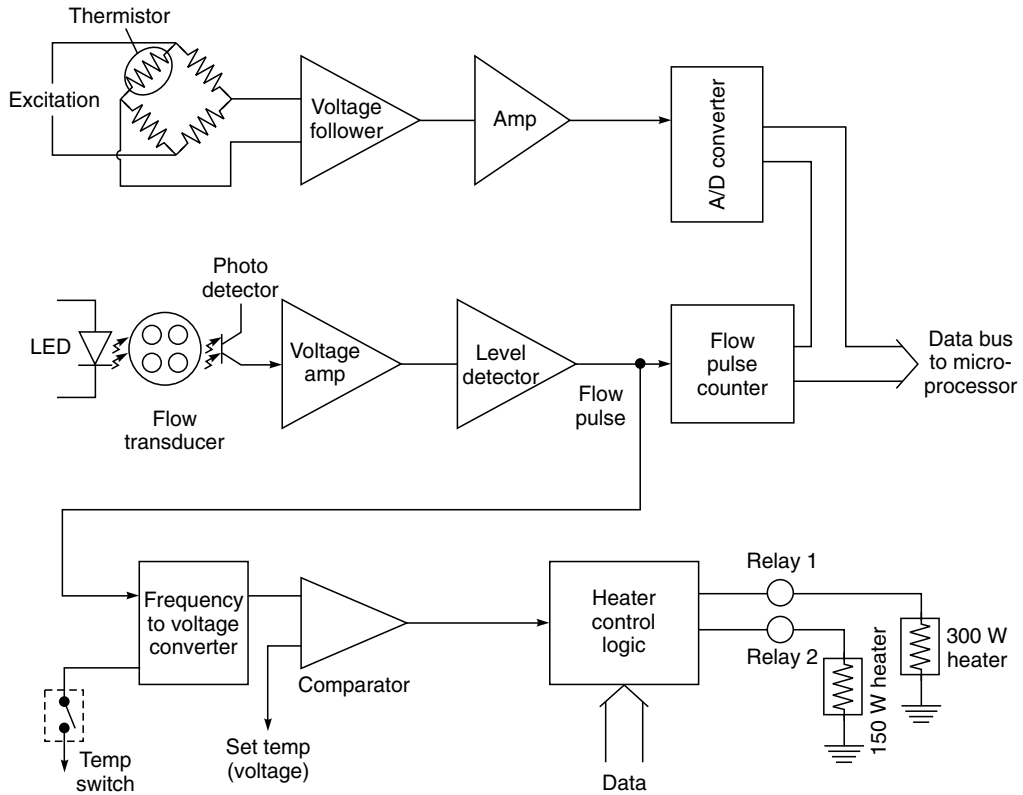 Thermistor
Excitation
Voltage
follower
Amp
A/D converter
Photo
detector
LED
Flow
transducer
Voltage
amp
Level
detector
Flow
pulse
Flow
pulse
counter
Data bus
to micro-
processor
Frequency
to voltage
converter
Temp
switch
Set temp
(voltage)
Comparator
Heater
control
logic
Data
Relay 1
Relay 2
150 W heater
300 W
heater